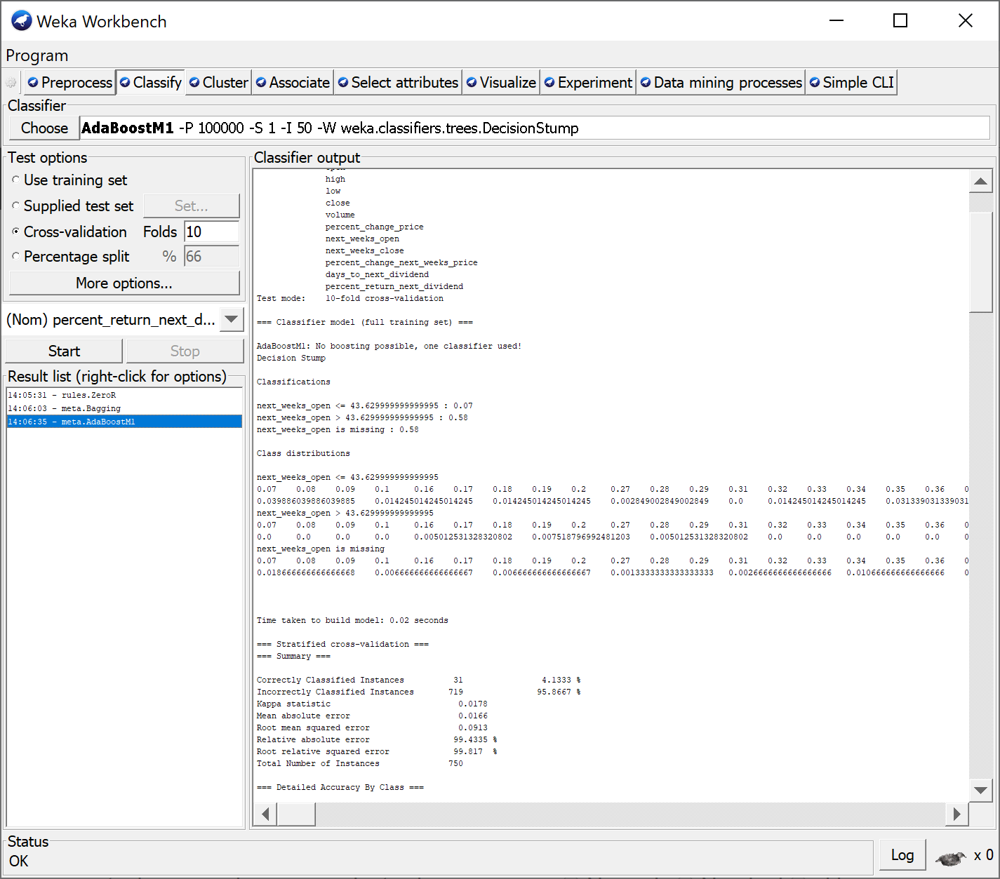 Weka Workbench
Program
Preprocess Classify Cluster Associate Select attributes Visualize Experiment Data mining processes Simple CLI
Classifier
Choose AdaBoostM1 -P 100000 -S 1 -I 50 -W weka.classifiers.trees.DecisionStump
Test options
Use training set
Supplied test set Set...
Cross-validation Folds 10
Percentage split % 66
More options...
(Nom) percent_return_next_d...
Start Stop
Result list (right-click for options)
14:05:31 - rules.ZeroR
14:06:03 - meta.Bagging
14:06:35 - meta.AdaBoostM1
Classifier output
high
low
close
volume
percent_change_price
next_weeks_open
next_weeks_close
percent_change_next_weeks_price
days_to_next_dividend
percent_return_next_dividend
Test mode: 10-fold cross-validation
=== Classifier model (full training set) ===
AdaBoostM1: No boosting possible, one classifier used!
Decision Stump
Classifications
next_weeks_open <= 43.629999999999995 : 0.07
next_weeks_open > 43.629999999999995 : 0.58
next_weeks_open is missing : 0.58
Class distributions
next_weeks_open <= 43.629999999999995
0.07 0.08 0.09 0.1 0.16 0.17 0.18 0.19 0.2 0.27 0.28 0.29 0.31 0.32 0.33 0.34 0.35 0.36 0
0.039886039886039885 0.014245014245014245 0.014245014245014245 0.002849002849002849 0.0 0.014245014245014245 0.031339031339031
next_weeks_open > 43.629999999999995
0.07 0.08 0.09 0.1 0.16 0.17 0.18 0.19 0.2 0.27 0.28 0.29 0.31 0.32 0.33 0.34 0.35 0.36 0
0.0 0.0 0.0 0.0 0.005012531328320802 0.007518796992481203 0.005012531328320802 0.0 0.0 0.0 0.0 0.0 0
next_weeks_open is missing
0.07 0.08 0.09 0.1 0.16 0.17 0.18 0.19 0.2 0.27 0.28 0.29 0.31 0.32 0.33 0.34 0.35 0.36 0
0.018666666666666668 0.006666666666666667 0.006666666666666667 0.0013333333333333333 0.0026666666666666666 0.010666666666666666 0
Time taken to build model: 0.02 seconds
=== Stratified cross-validation ===
=== Summary ===
Correctly Classified Instances 31 4.1333 %
Incorrectly Classified Instances 719 95.8667 %
Kappa statistic 0.0178
Mean absolute error 0.0166
Root mean squared error 0.0913
Relative absolute error 99.4335 %
Root relative squared error 99.817 %
Total Number of Instances 750
=== Detailed Accuracy By Class ===
Status
OK
Log x 0